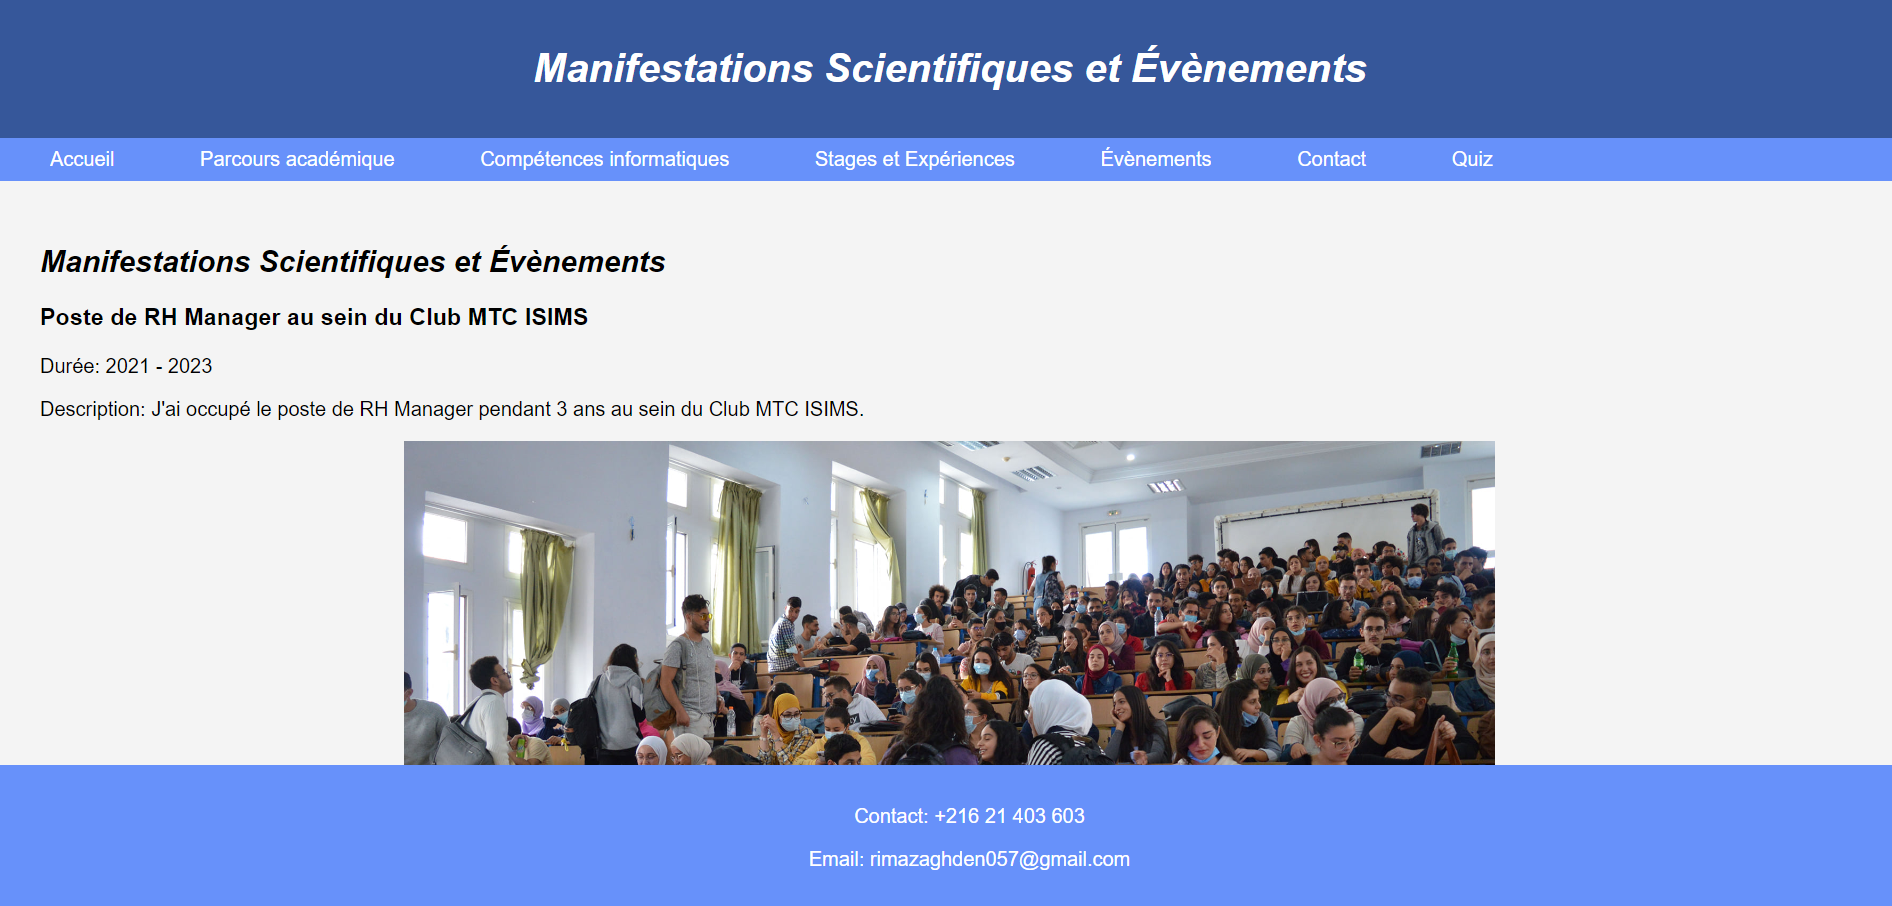 Manifestations Scientifiques et Évènements
Accueil Parcours académique Compétences informatiques Stages et Expériences Évènements Contact Quiz
Manifestations Scientifiques et Évènements
Poste de RH Manager au sein du Club MTC ISIMS
Durée: 2021 - 2023
Description: J'ai occupé le poste de RH Manager pendant 3 ans au sein du Club MTC ISIMS.
Contact: +216 21 403 603
Email: rimazaghden057@gmail.com